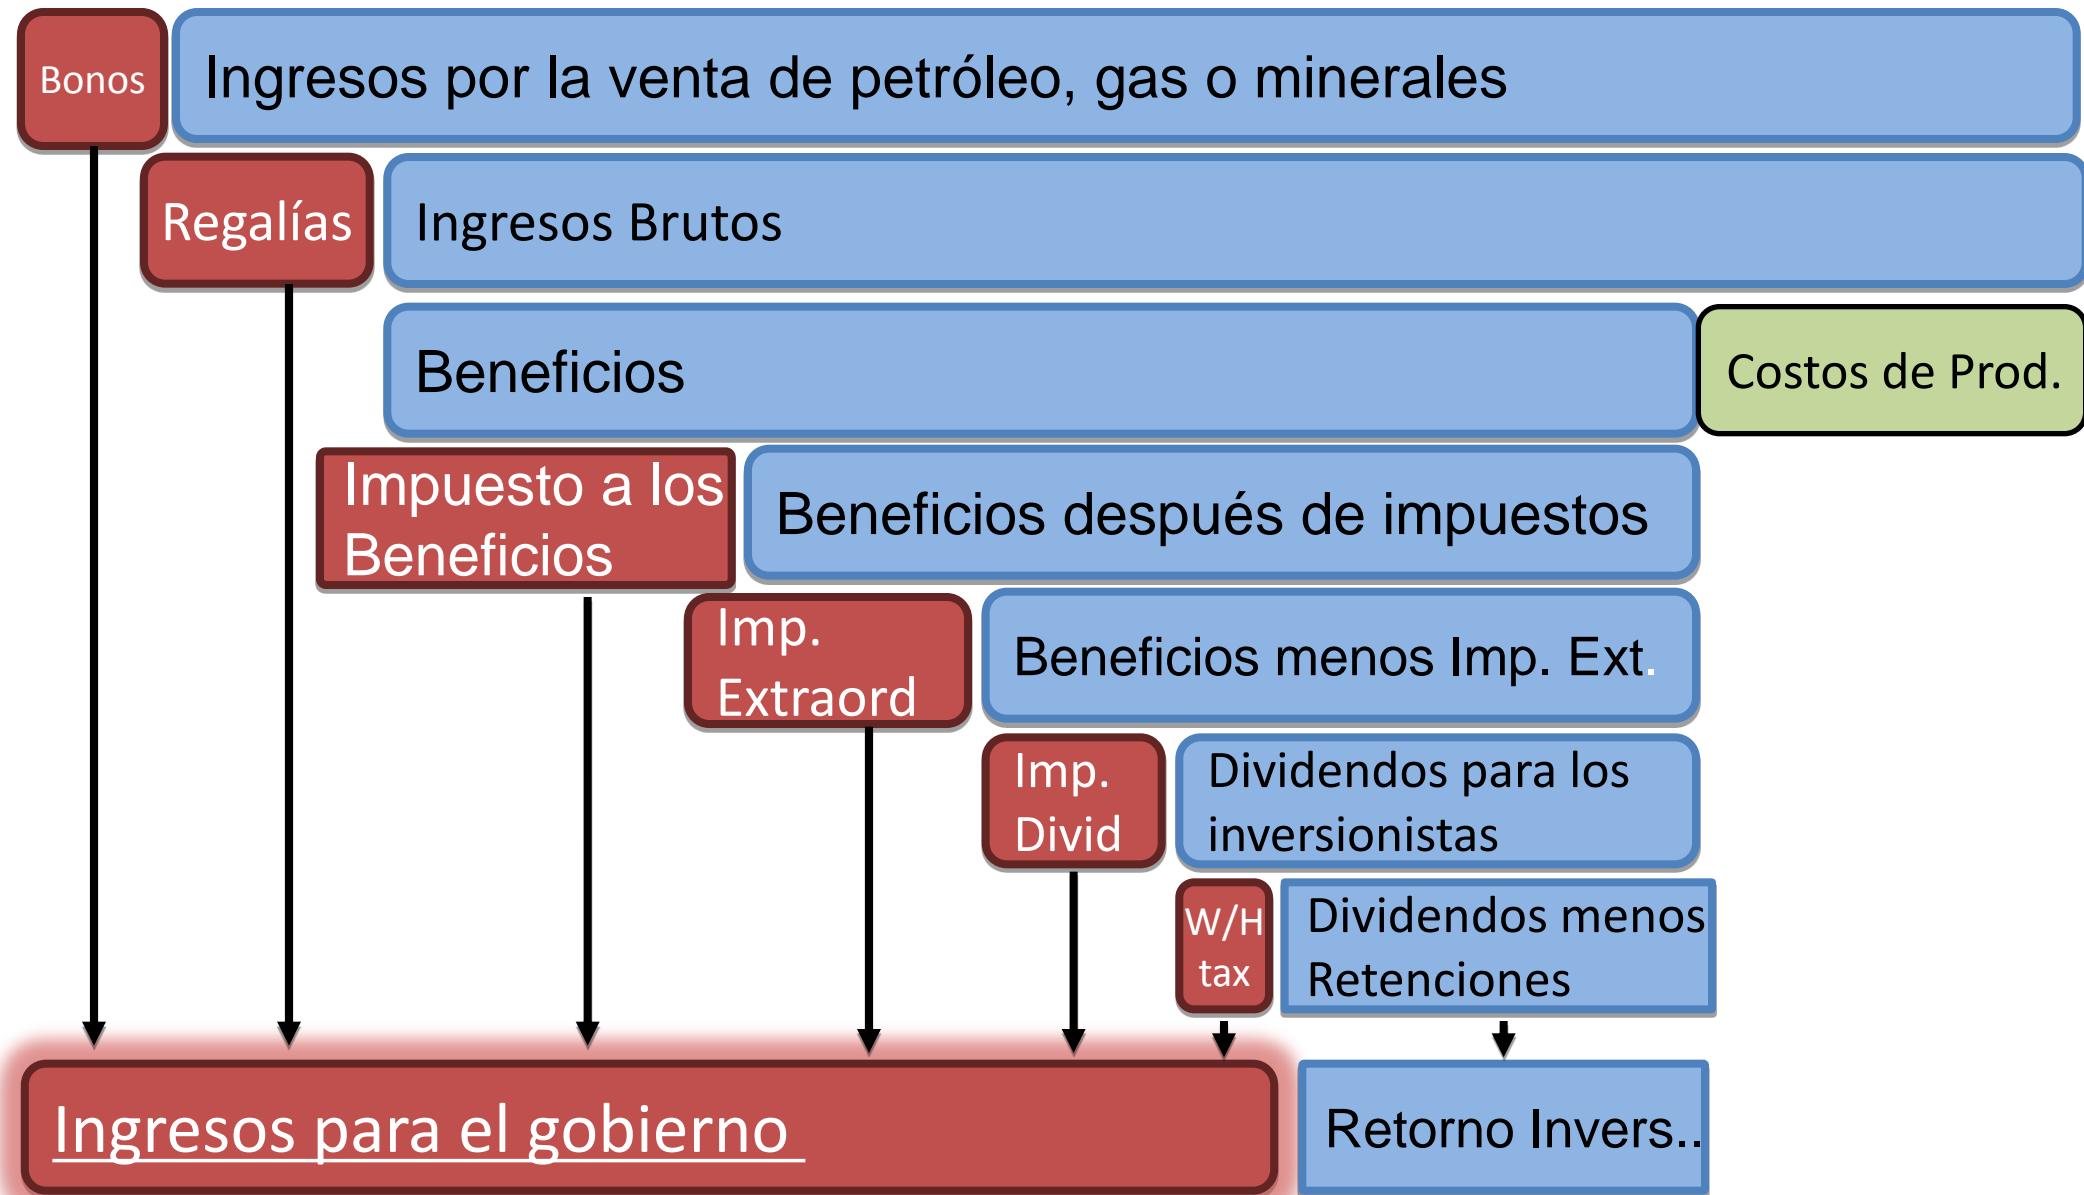 Bonos
Ingresos por la venta de petróleo, gas o minerales
Regalías
Ingresos Brutos
Beneficios
Costos de Prod.
Impuesto a los
Beneficios
Beneficios después de impuestos
Imp.
Extraord
Beneficios menos Imp. Ext.
Imp.
Divid
Dividendos para los
inversionistas
W/H
tax
Dividendos menos
Retenciones
Ingresos para el gobierno
Retorno Invers..